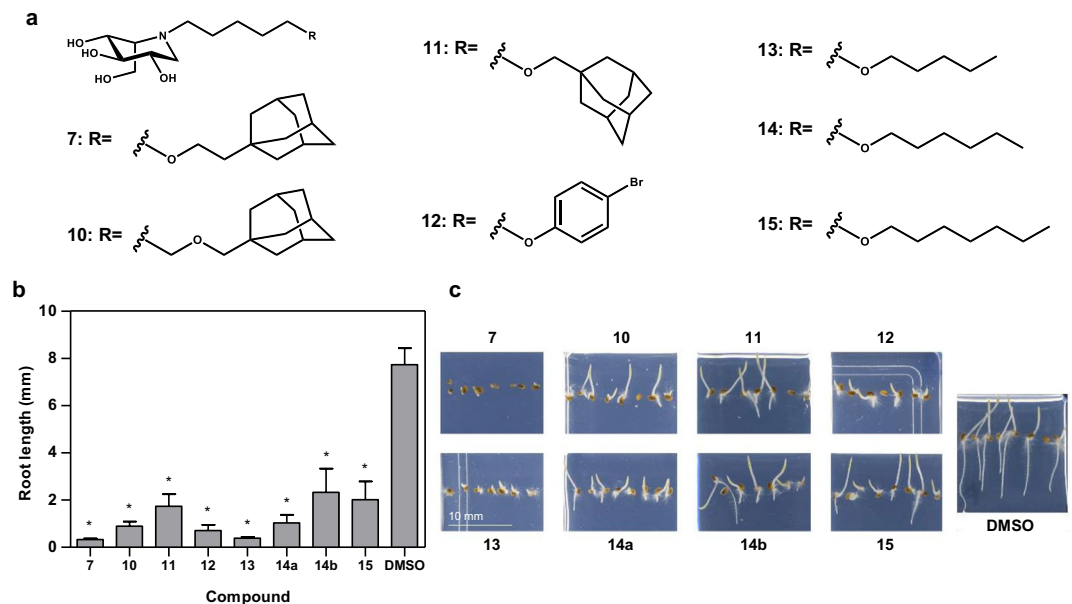 a
N
R
HO
HO
HO
OH
7: R=
O
10: R=
O
11: R=
O
12: R=
O
Br
13: R=
O
14: R=
O
15: R=
O
b
Root length (mm)
10
8
6
4
2
0
* * * * * * * *
7 10 11 12 13 14a 14b 15 DMSO
Compound
c
7 10 11 12
10 mm
13 14a 14b 15
DMSO